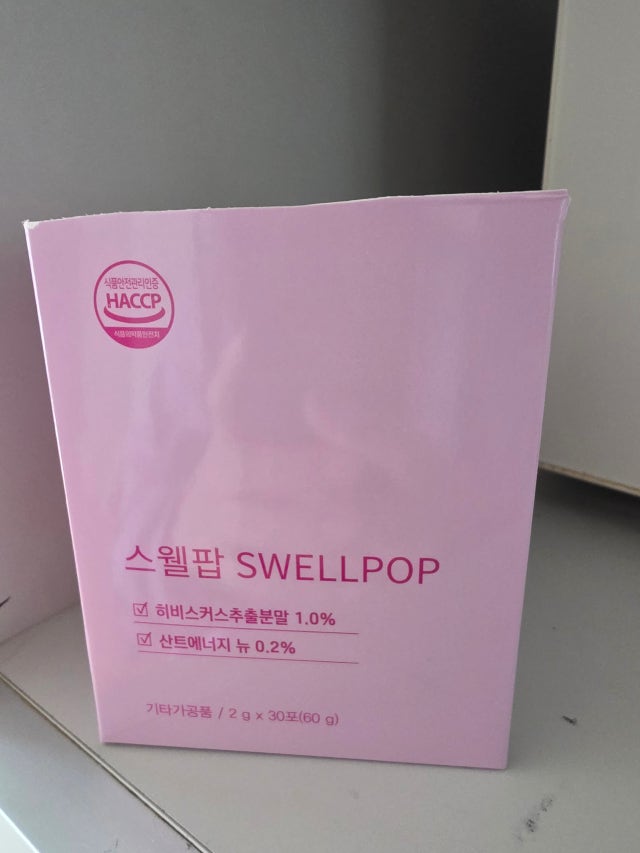 식품안전관리인증
HACCP
식품의약품안전처
스웰팝 SWELLPOP
히비스커스추출분말 1.0%
산트에너지 뉴 0.2%
기타가공품 / 2 g x 30포(60 g)